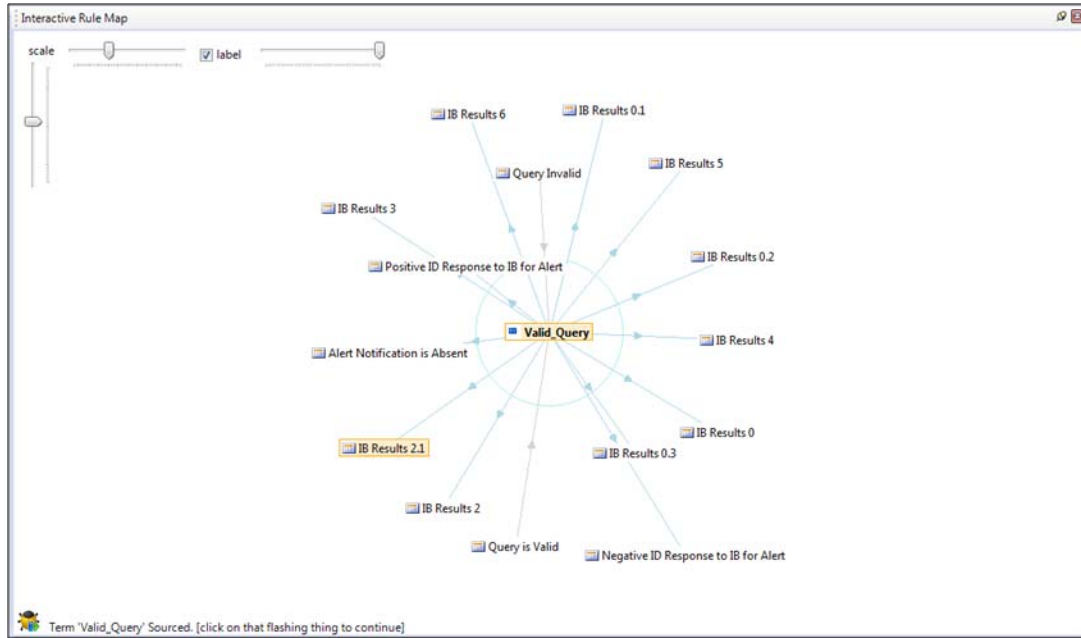 Interactive Rule Map
scale
label
IB Results 6
IB Results 0.1
Query Invalid
IB Results 5
IB Results 3
Positive ID Response to IB for Alert
IB Results 0.2
Valid_Query
IB Results 4
Alert Notification is Absent
IB Results 0
IB Results 2.1
IB Results 0.3
IB Results 2
Query is Valid
Negative ID Response to IB for Alert
Term 'Valid_Query' Sourced. [click on that flashing thing to continue]